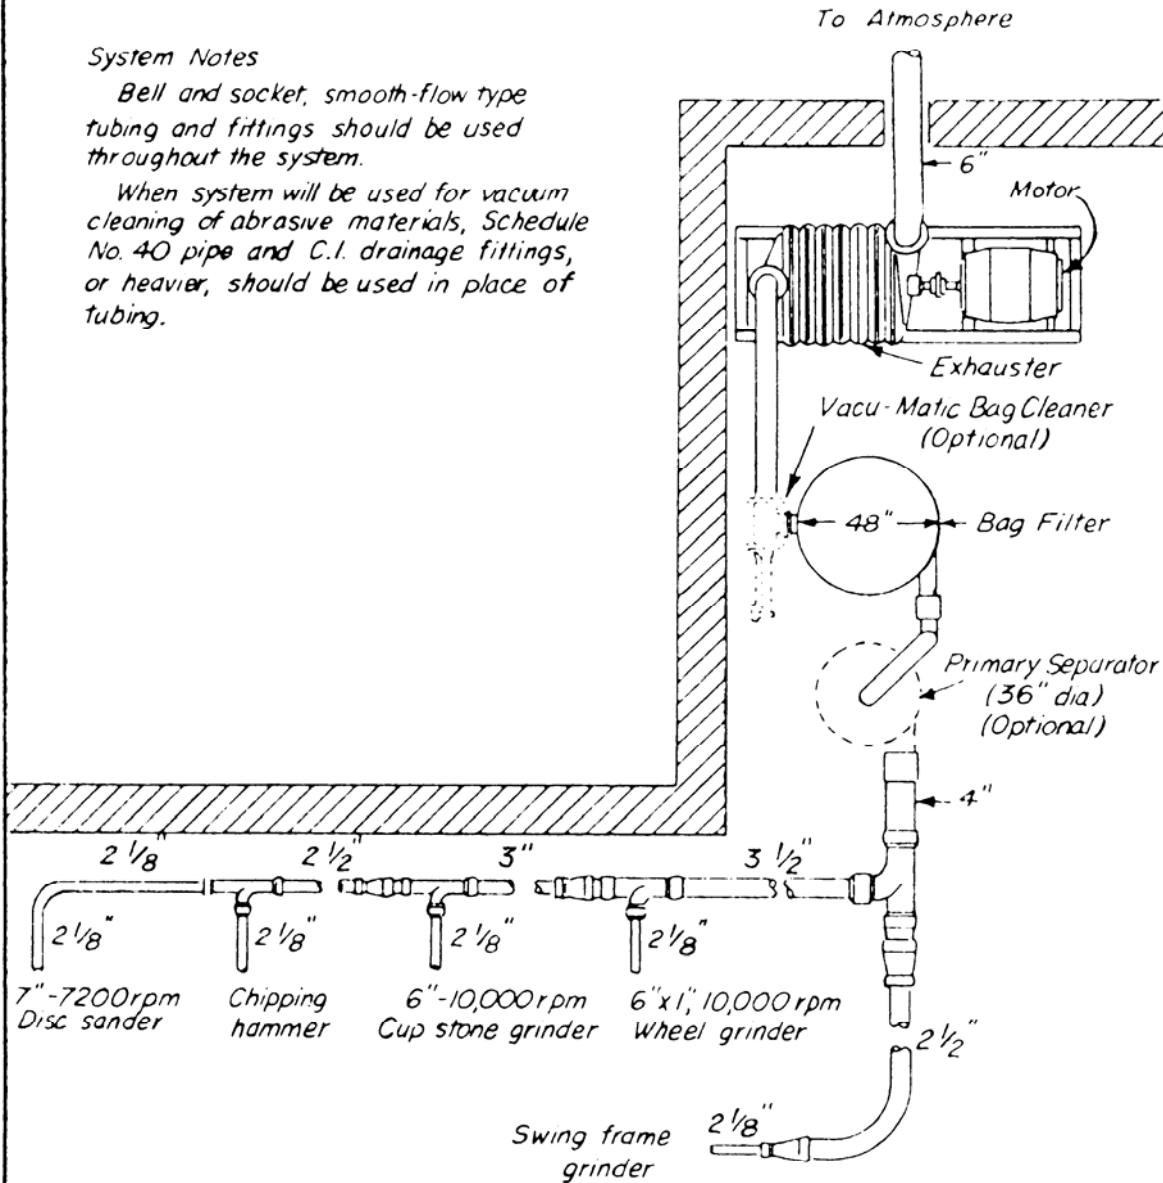 To Atmosphere
System Notes
Bell and socket, smooth-flow type
tubing and fittings should be used
throughout the system.
When system will be used for vacuum
cleaning of abrasive materials, Schedule
No. 40 pipe and C.I. drainage fittings,
or heavier, should be used in place of
tubing.
6"
Motor
Exhauster
Vacu-Matic Bag Cleaner
(Optional)
48"
Bag Filter
Primary Separator
(36" dia)
(Optional)
4"
2 1/8"
2 1/2"
3"
3 1/2"
2 1/8"
2 1/8"
2 1/8"
2 1/8"
7"-7200rpm
Disc sander
Chipping
hammer
6"-10,000 rpm
Cup stone grinder
6"x1", 10,000 rpm
Wheel grinder
2 1/2"
2 1/8"
Swing frame
grinder